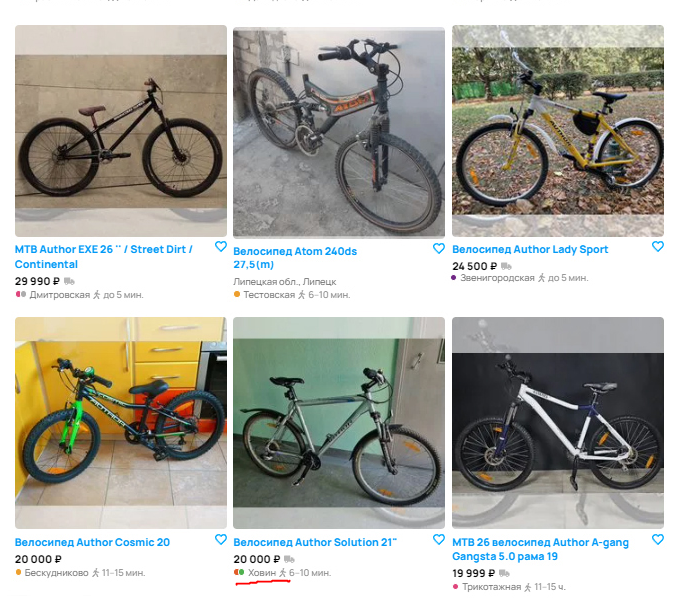 MTB Author EXE 26 '' / Street Dirt /
Continental
29 990 ₽
Дмитровская до 5 мин.
Велосипед Atom 240ds
27,5(m)
Липецкая обл., Липецк
Тестовская 6–10 мин.
Велосипед Author Lady Sport
24 500 ₽
Звенигородская до 5 мин.
Велосипед Author Cosmic 20
20 000 ₽
Бескудниково 11–15 мин.
Велосипед Author Solution 21"
20 000 ₽
Ховин 6–10 мин.
МТВ 26 велосипед Author A-gang
Gangsta 5.0 рама 19
19 999 ₽
Трикотажная 11–15 ч.